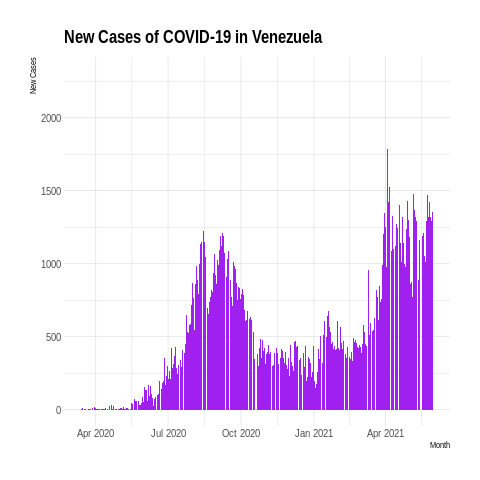 New Cases of COVID-19 in Venezuela
New Cases
2000
1500
1000
500
0
Apr 2020 Jul 2020 Oct 2020 Jan 2021 Apr 2021
Month